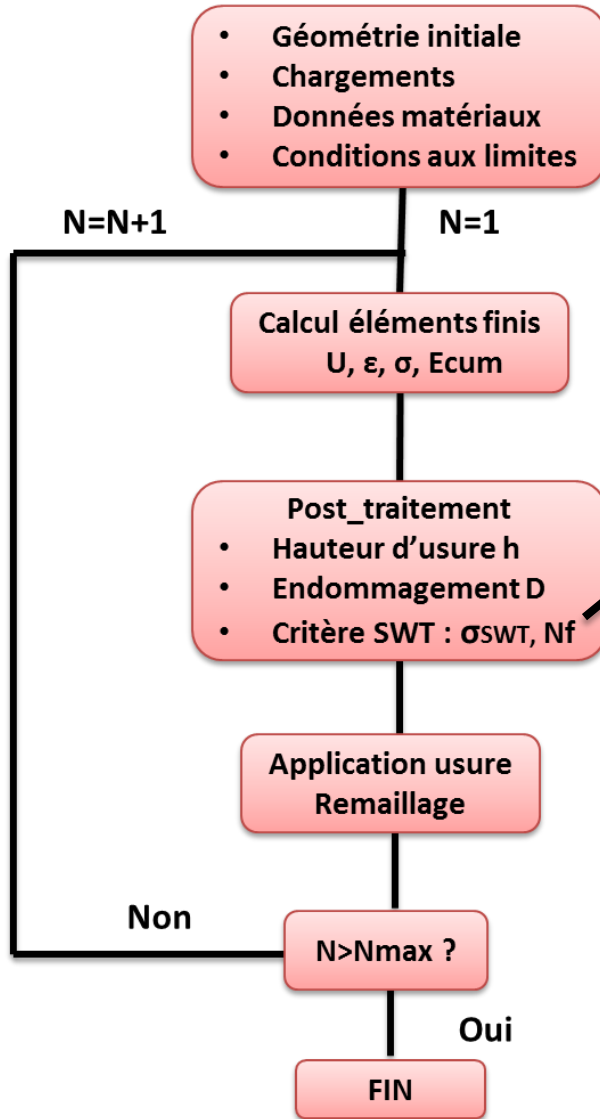 • Géométrie initiale
• Chargements
• Données matériaux
• Conditions aux limites
N=N+1
N=1
Calcul éléments finis
U, ε, σ, Ecum
Post_traitement
• Hauteur d'usure h
• Endommagement D
• Critère SWT : σSWT, Nf
Application usure
Remaillage
Non
N>Nmax ?
Oui
FIN